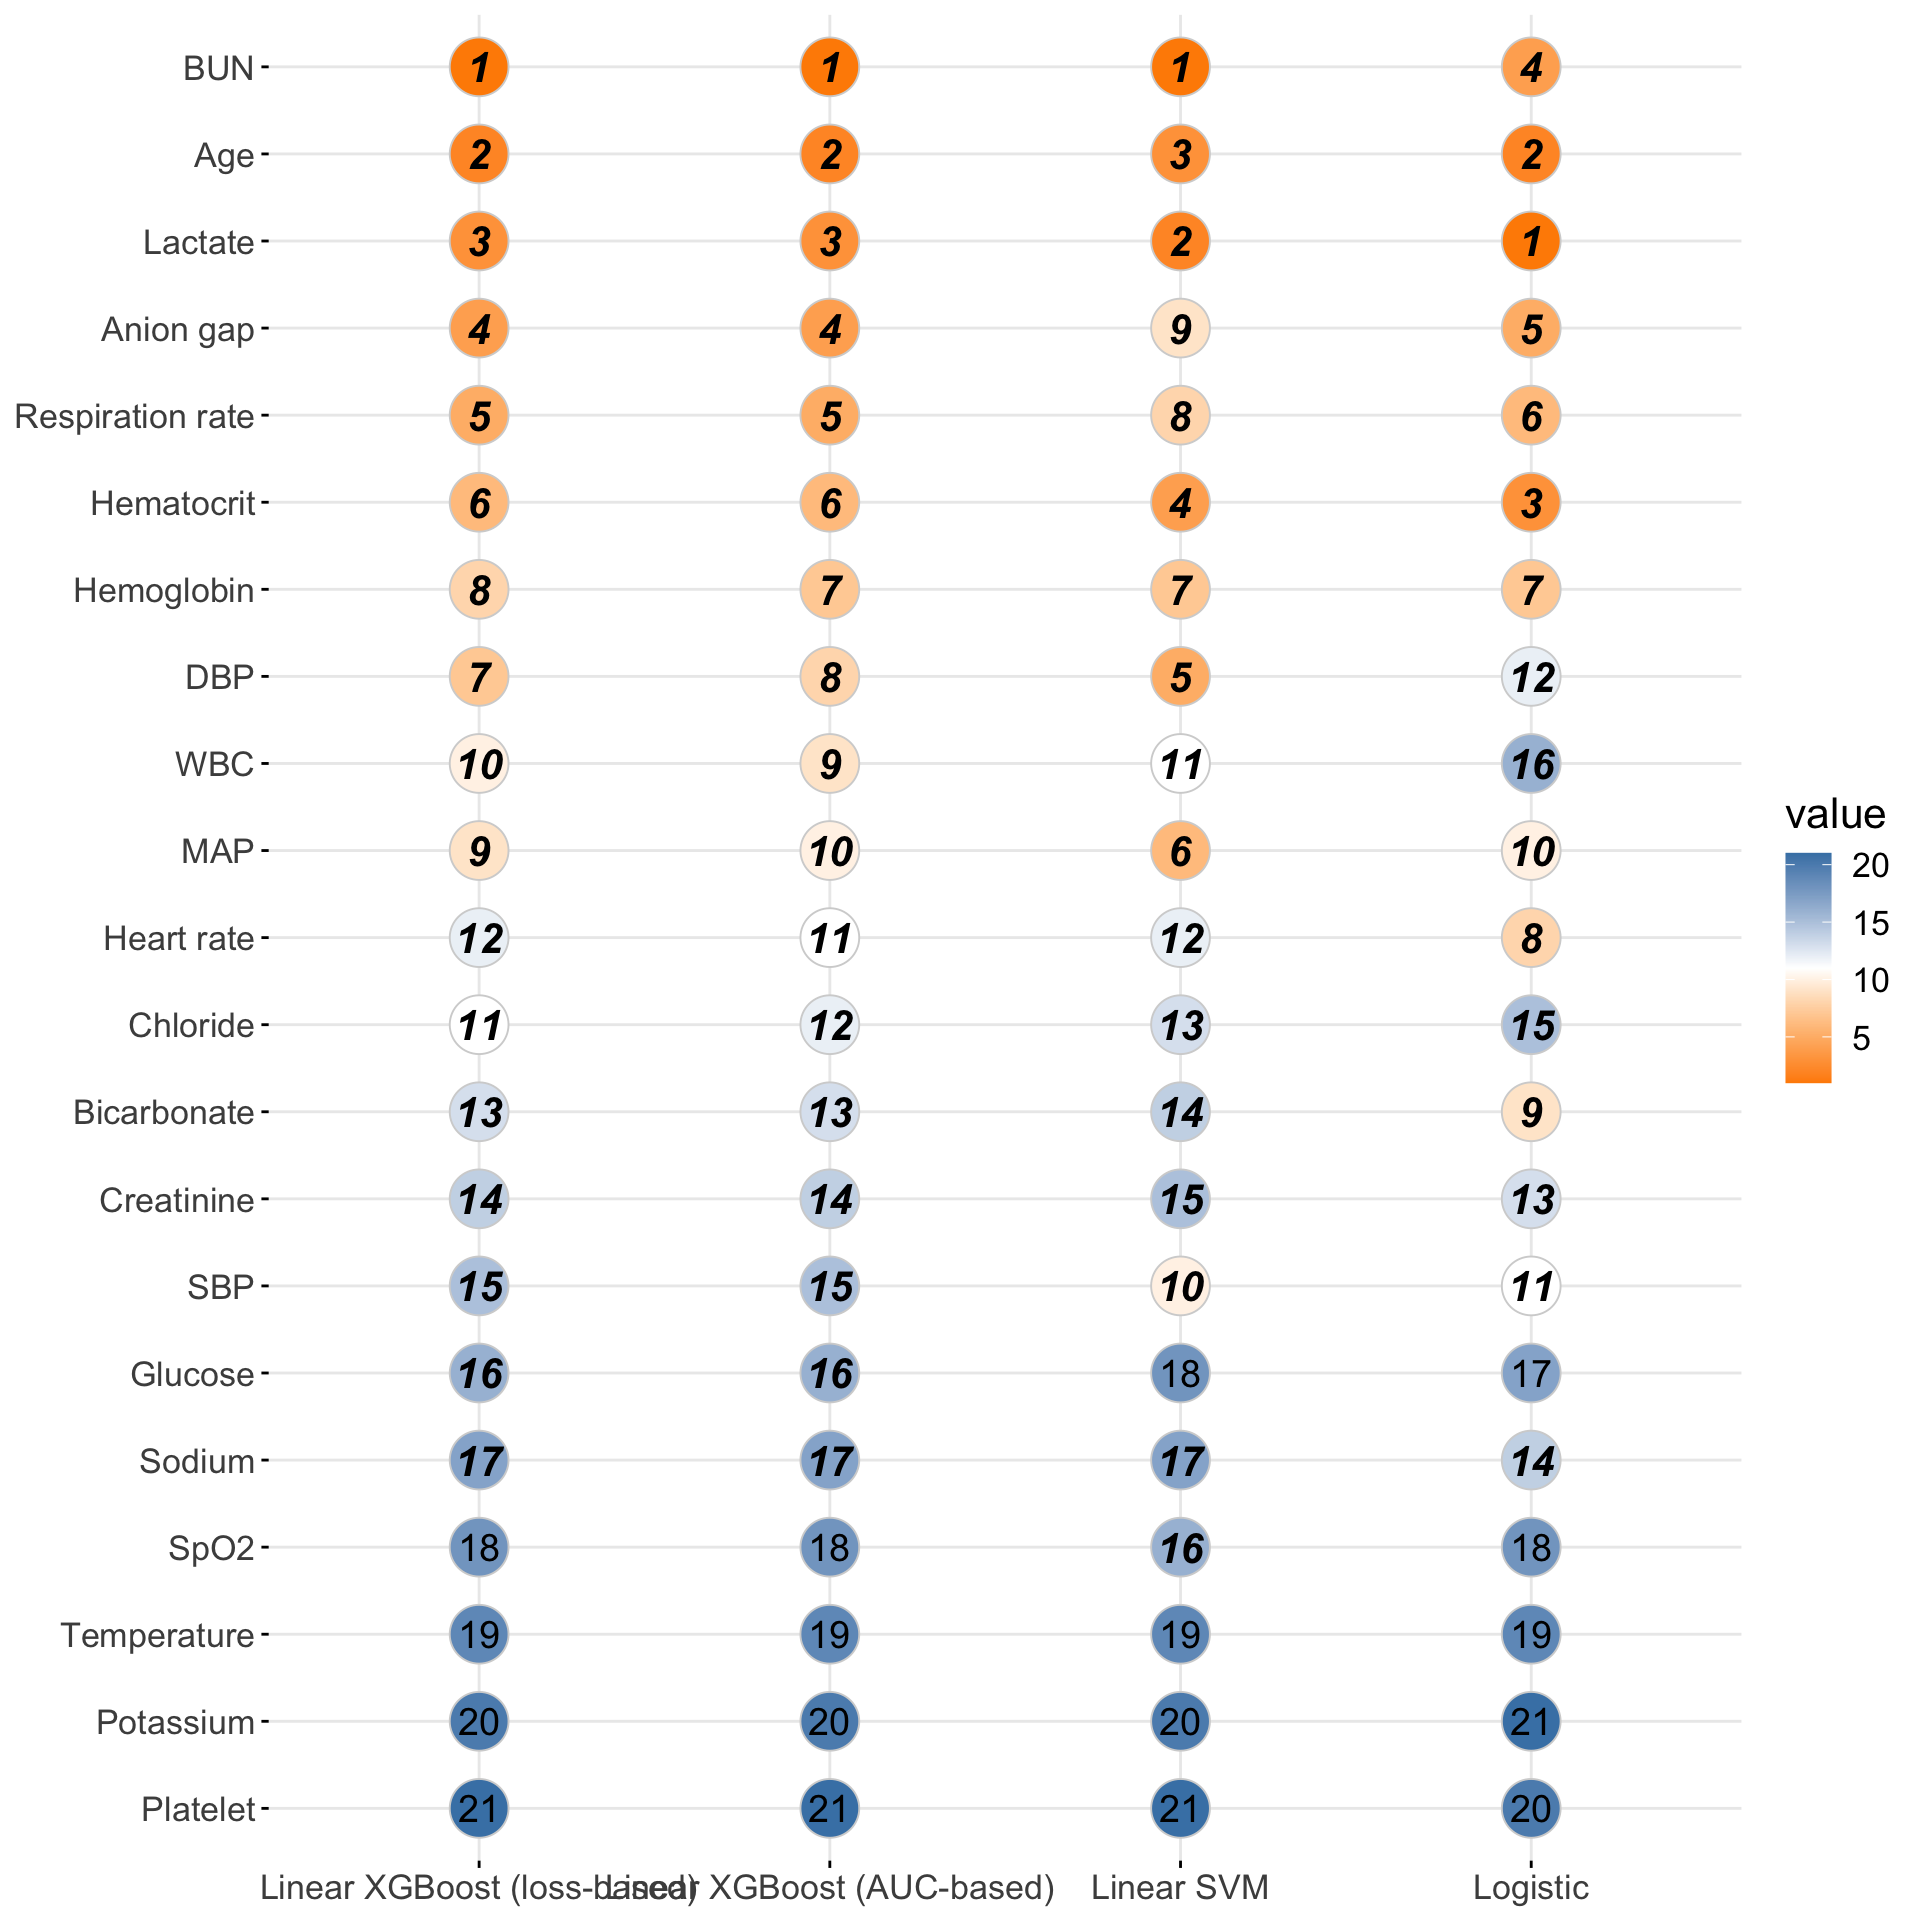 BUN 1 1 1 4
Age 2 2 3 2
Lactate 3 3 2 1
Anion gap 4 4 9 5
Respiration rate 5 5 8 6
Hematocrit 6 6 4 3
Hemoglobin 8 7 7 7
DBP 7 8 5 12
WBC 10 9 11 16
MAP 9 10 6 10
Heart rate 12 11 12 8
Chloride 11 12 13 15
Bicarbonate 13 13 14 9
Creatinine 14 14 15 13
SBP 15 15 10 11
Glucose 16 16 18 17
Sodium 17 17 17 14
SpO2 18 18 16 18
Temperature 19 19 19 19
Potassium 20 20 20 21
Platelet 21 21 21 20
Linear XGBoost (loss-based) Linear XGBoost (AUC-based) Linear SVM Logistic
value
20
15
10
5